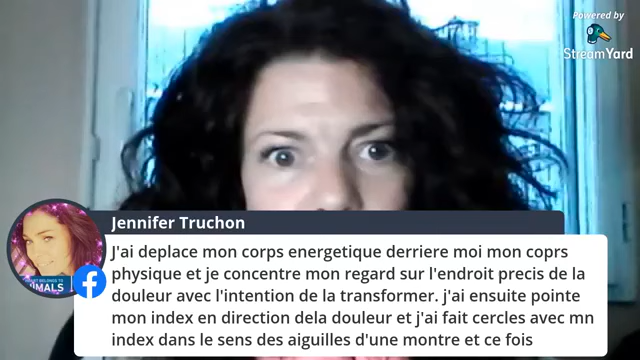 Powered by
StreamYard
Jennifer Truchon
J'ai deplace mon corps energetique derriere moi mon coprs
physique et je concentre mon regard sur l'endroit precis de la
douleur avec l'intention de la transformer. j'ai ensuite pointe
mon index en direction dela douleur et j'ai fait cercles avec mn
index dans le sens des aiguilles d'une montre et ce fois